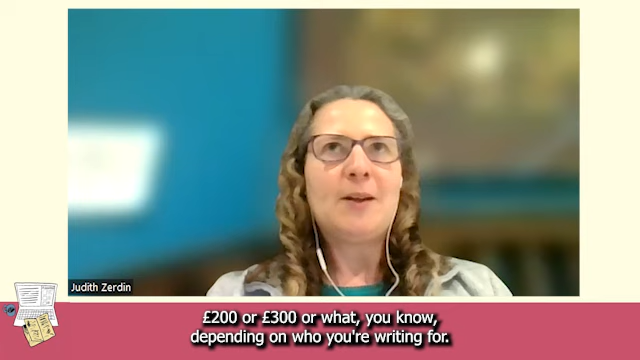 Judith Zerdin
£200 or £300 or what, you know,
depending on who you're writing for.